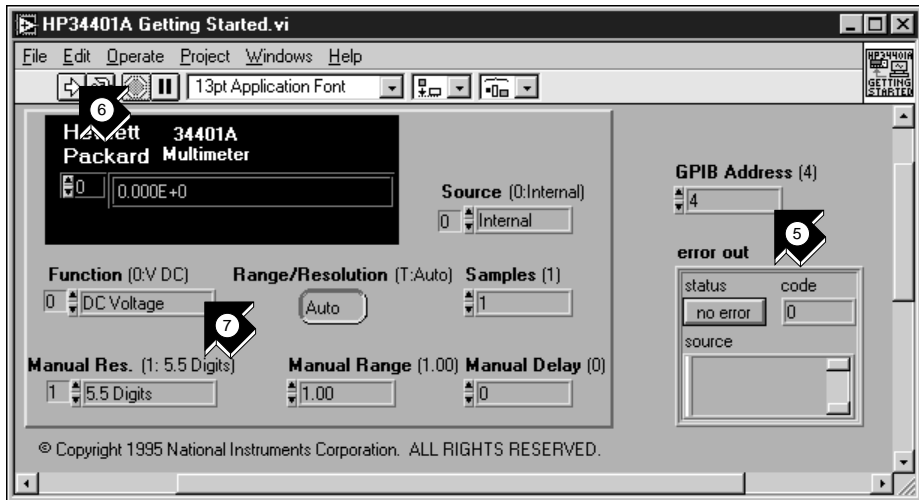 HP34401A Getting Started.vi
File Edit Operate Project Windows Help
HP34401A
GETTING
STARTED
13pt Application Font
6
Hewlett 34401A
Packard Multimeter
0 0.000E+0
Source (0:Internal)
0 Internal
GPIB Address (4)
4
5
error out
status code
no error 0
source
Function (0:V DC) Range/Resolution (T:Auto) Samples (1)
0 DC Voltage Auto 1
7
Manual Res. (1: 5.5 Digits) Manual Range (1.00) Manual Delay (0)
1 5.5 Digits 1.00 0
© Copyright 1995 National Instruments Corporation. ALL RIGHTS RESERVED.